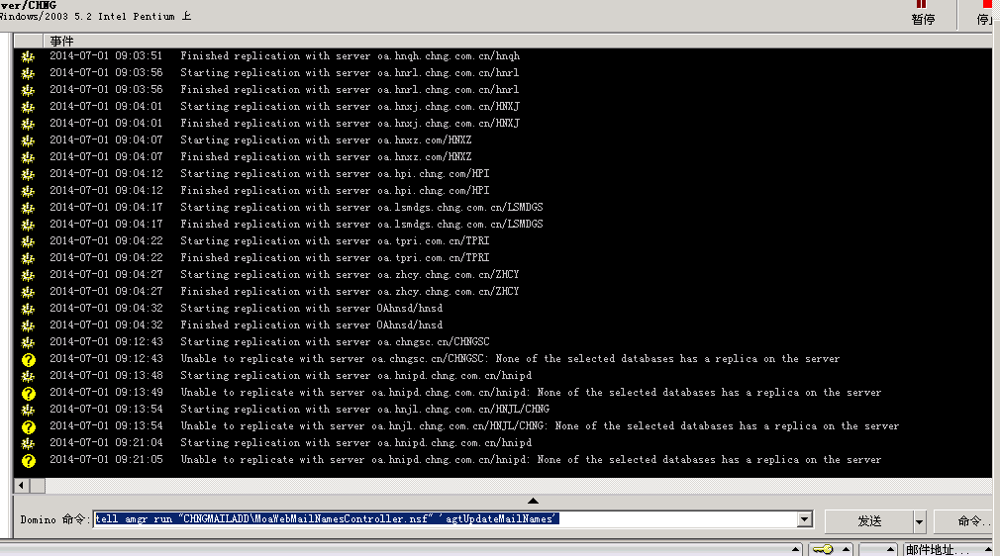 ver/CHNG
Windows/2003 5.2 Intel Pentium 上
暂停
事件
2014-07-01 09:03:51 Finished replication with server oa.hnqh.chng.com.cn/hnqh
2014-07-01 09:03:56 Starting replication with server oa.hnrl.chng.com.cn/hnrl
2014-07-01 09:03:56 Finished replication with server oa.hnrl.chng.com.cn/hnrl
2014-07-01 09:04:01 Starting replication with server oa.hnxj.chng.com.cn/HNXJ
2014-07-01 09:04:01 Finished replication with server oa.hnxj.chng.com.cn/HNXJ
2014-07-01 09:04:07 Starting replication with server oa.hnxz.com/HNXZ
2014-07-01 09:04:07 Finished replication with server oa.hnxz.com/HNXZ
2014-07-01 09:04:12 Starting replication with server oa.hpi.chng.com/HPI
2014-07-01 09:04:12 Finished replication with server oa.hpi.chng.com/HPI
2014-07-01 09:04:17 Starting replication with server oa.lsmdgs.chng.com.cn/LSMDGS
2014-07-01 09:04:17 Finished replication with server oa.lsmdgs.chng.com.cn/LSMDGS
2014-07-01 09:04:22 Starting replication with server oa.tpri.com.cn/TPRI
2014-07-01 09:04:22 Finished replication with server oa.tpri.com.cn/TPRI
2014-07-01 09:04:27 Starting replication with server oa.zhcy.chng.com.cn/ZHCY
2014-07-01 09:04:27 Finished replication with server oa.zhcy.chng.com.cn/ZHCY
2014-07-01 09:04:32 Starting replication with server OAhnsd/hnsd
2014-07-01 09:04:32 Finished replication with server OAhnsd/hnsd
2014-07-01 09:12:43 Starting replication with server oa.chngsc.cn/CHNGSC
2014-07-01 09:12:43 Unable to replicate with server oa.chngsc.cn/CHNGSC: None of the selected databases has a replica on the server
2014-07-01 09:13:48 Starting replication with server oa.hnipd.chng.com.cn/hnipd
2014-07-01 09:13:49 Unable to replicate with server oa.hnipd.chng.com.cn/hnipd: None of the selected databases has a replica on the server
2014-07-01 09:13:54 Starting replication with server oa.hnjl.chng.com.cn/HNJL/CHNG
2014-07-01 09:13:54 Unable to replicate with server oa.hnjl.chng.com.cn/HNJL/CHNG: None of the selected databases has a replica on the server
2014-07-01 09:21:04 Starting replication with server oa.hnipd.chng.com.cn/hnipd
2014-07-01 09:21:05 Unable to replicate with server oa.hnipd.chng.com.cn/hnipd: None of the selected databases has a replica on the server
Domino 命令: tell amgr run "CHNGMAILADD\MoaWebMailNamesController.nsf" 'agtUpdateMailNames' 发送 命令..
邮件地址...